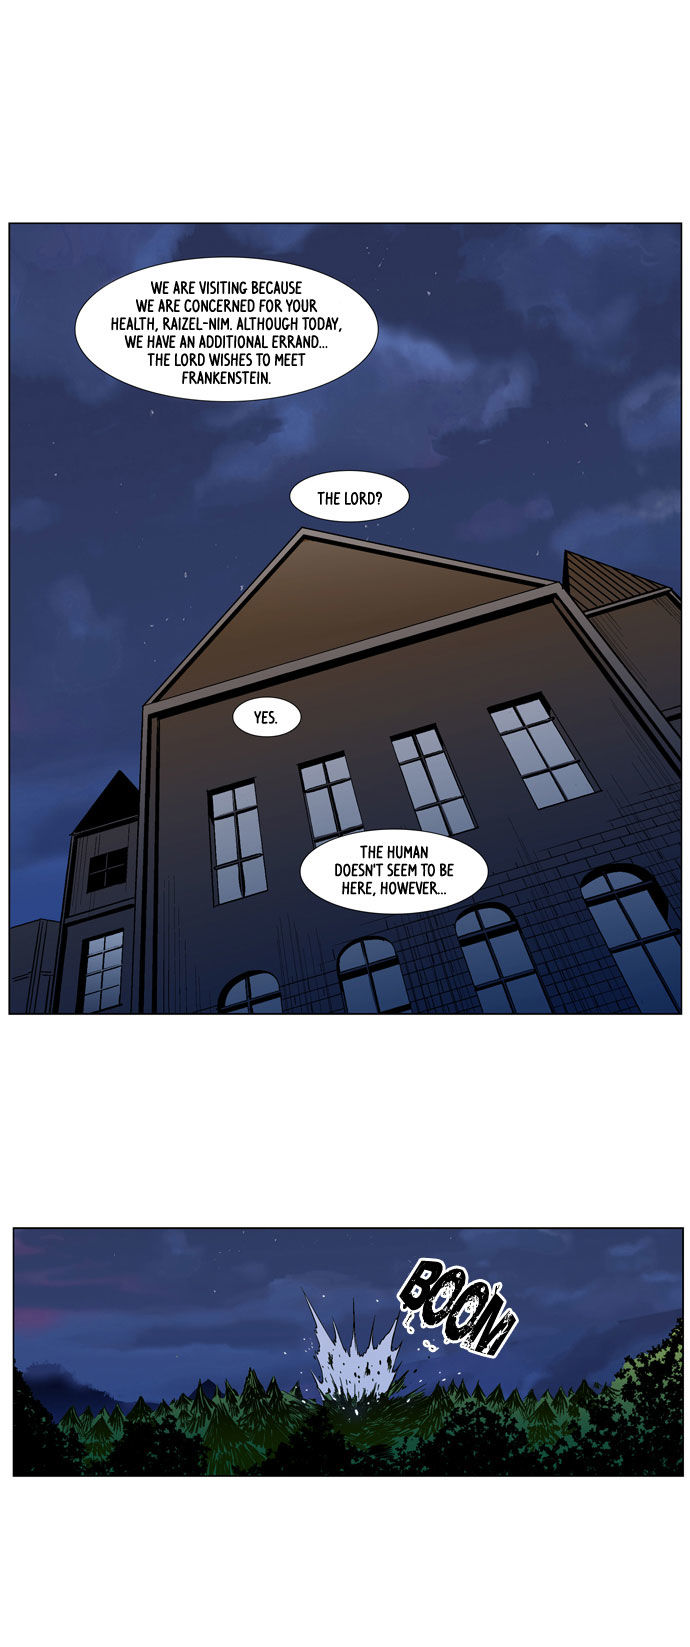 WE ARE VISITING BECAUSE
WE ARE CONCERNED FOR YOUR
HEALTH, RAIZEL-NIM. ALTHOUGH TODAY,
WE HAVE AN ADDITIONAL ERRAND...
THE LORD WISHES TO MEET
FRANKENSTEIN.
THE LORD?
YES.
THE HUMAN
DOESN'T SEEM TO BE
HERE, HOWEVER...
BOOM